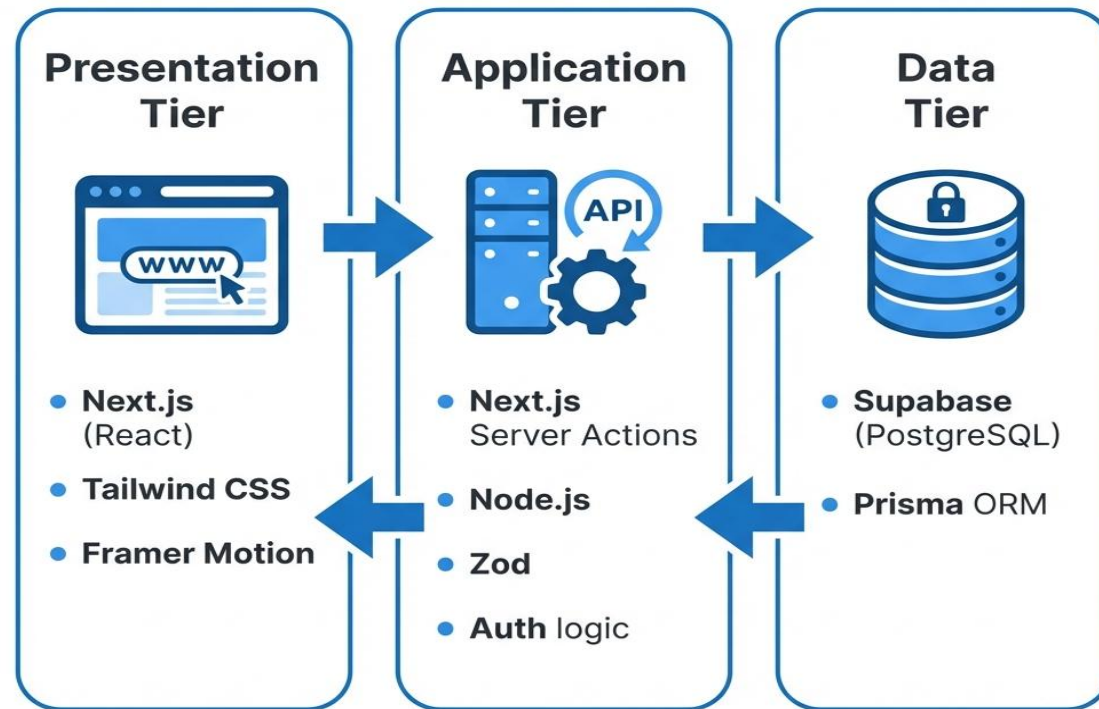 Presentation
Tier
WWW
Next.js
(React)
Tailwind CSS
Framer Motion
Application
Tier
API
Next.js
Server Actions
Node.js
Zod
Auth logic
Data
Tier
Supabase
(PostgreSQL)
Prisma ORM